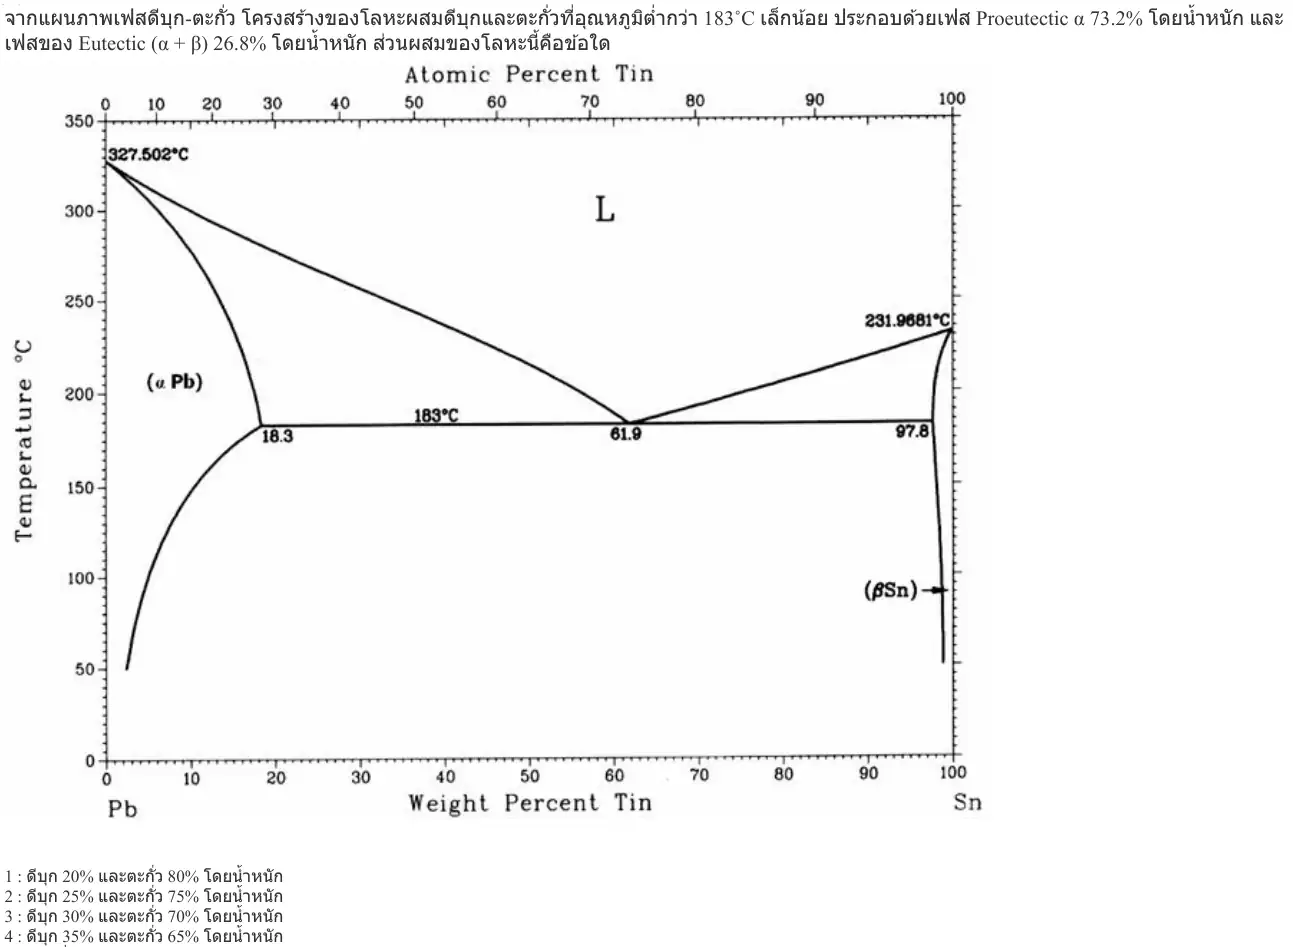 จากแผนภาพเฟสดีบุก-ตะกั่ว โครงสร้างของโลหะผสมดีบุกและตะกั่วที่อุณหภูมิต่ำกว่า 183˚C เล็กน้อย ประกอบด้วยเฟส Proeutectic α 73.2% โดยน้ำหนัก และ
เฟสของ Eutectic (α + β) 26.8% โดยน้ำหนัก ส่วนผสมของโลหะนี้คือข้อใด
Atomic Percent Tin
0 10 20 30 40 50 60 70 80 90 100
350
327.502°C
300
L
250
231.9681°C
Temperature °C
(α Pb)
200
183°C
18.3 61.9 97.8
150
100
(βSn)
50
0
0 10 20 30 40 50 60 70 80 90 100
Pb Weight Percent Tin Sn
1 : ดีบุก 20% และตะกั่ว 80% โดยน้ำหนัก
2 : ดีบุก 25% และตะกั่ว 75% โดยน้ำหนัก
3 : ดีบุก 30% และตะกั่ว 70% โดยน้ำหนัก
4 : ดีบุก 35% และตะกั่ว 65% โดยน้ำหนัก